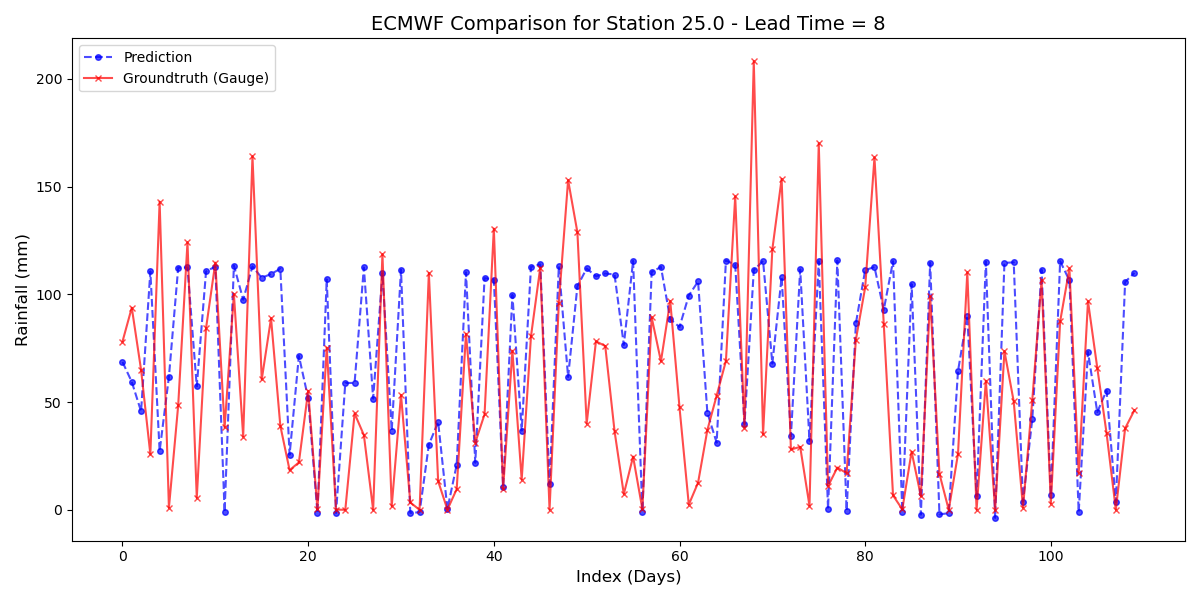 ECMWF Comparison for Station 25.0 - Lead Time = 8
Prediction
Groundtruth (Gauge)
Rainfall (mm)
200
150
100
50
0
0 20 40 60 80 100
Index (Days)